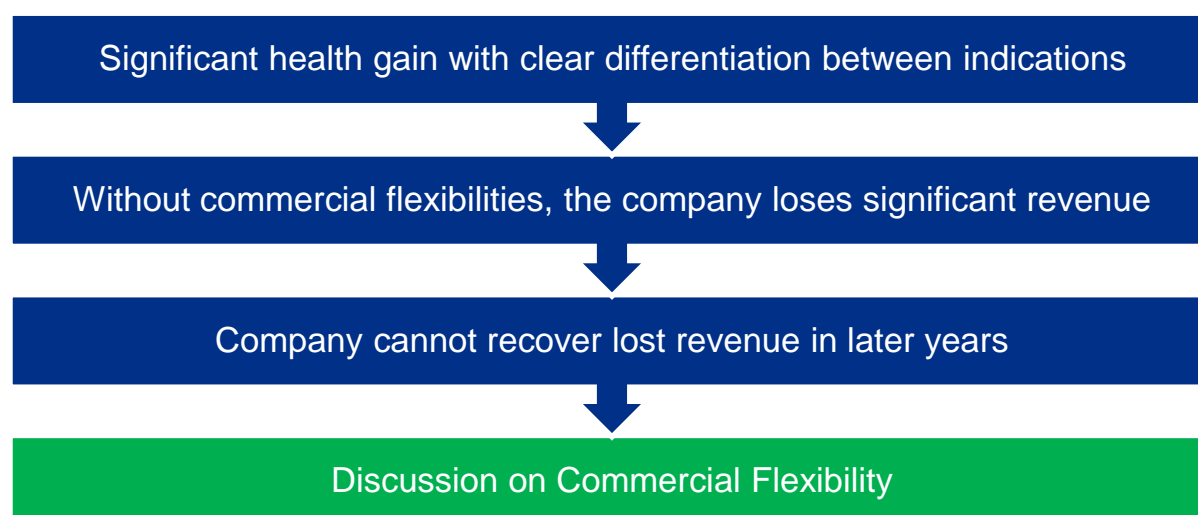 Significant health gain with clear differentiation between indications
Without commercial flexibilities, the company loses significant revenue
Company cannot recover lost revenue in later years
Discussion on Commercial Flexibility